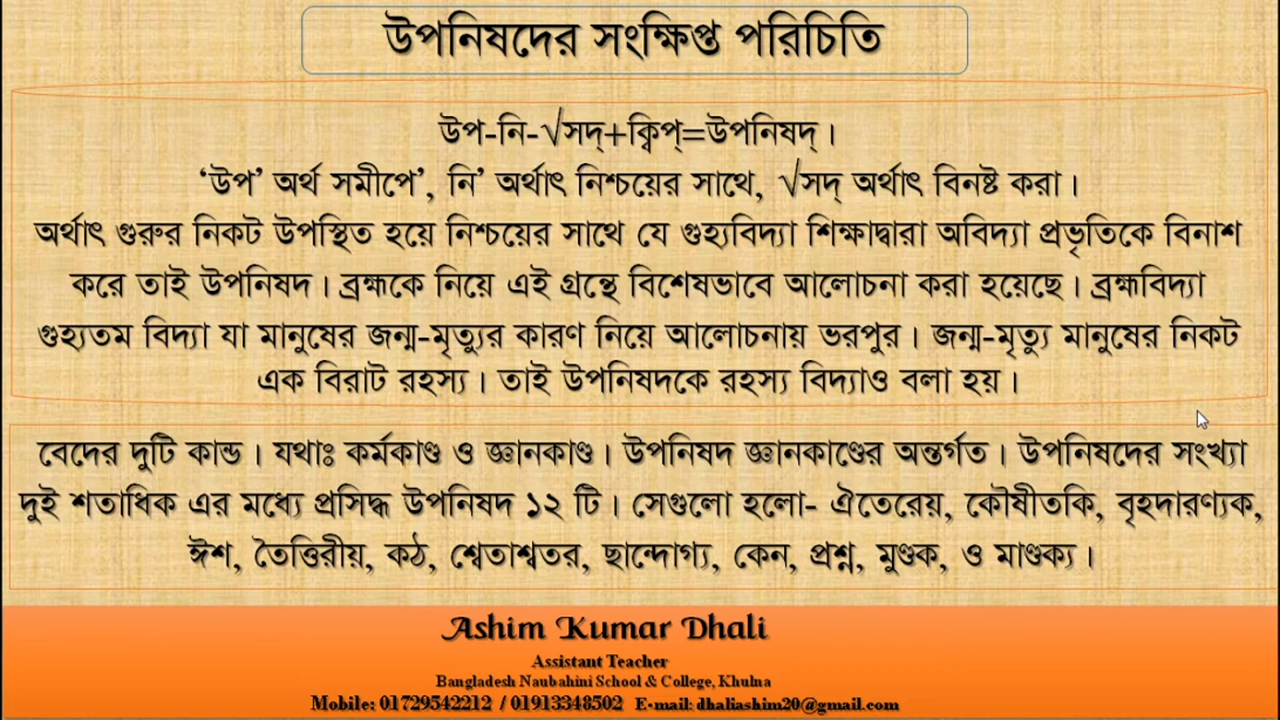 উপনিষদের সংক্ষিপ্ত পরিচিতি
উপ-নি-√সদ্+ক্বিপ্=উপনিষদ্।
‘উপ’ অর্থ সমীপে’, নি’ অর্থাৎ নিশ্চয়ের সাথে, √সদ্ অর্থাৎ বিনষ্ট করা।
অর্থাৎ গুরুর নিকট উপস্থিত হয়ে নিশ্চয়ের সাথে যে গুহ্যবিদ্যা শিক্ষাদ্বারা অবিদ্যা প্রভৃতিকে বিনাশ
করে তাই উপনিষদ। ব্রহ্মকে নিয়ে এই গ্রন্থে বিশেষভাবে আলোচনা করা হয়েছে। ব্রহ্মবিদ্যা
গুহ্যতম বিদ্যা যা মানুষের জন্ম-মৃত্যুর কারণ নিয়ে আলোচনায় ভরপুর। জন্ম-মৃত্যু মানুষের নিকট
এক বিরাট রহস্য। তাই উপনিষদকে রহস্য বিদ্যাও বলা হয়।
বেদের দুটি কান্ড। যথাঃ কর্মকাণ্ড ও জ্ঞানকাণ্ড। উপনিষদ জ্ঞানকাণ্ডের অন্তর্গত। উপনিষদের সংখ্যা
দুই শতাধিক এর মধ্যে প্রসিদ্ধ উপনিষদ ১২ টি। সেগুলো হলো- ঐতেরেয়, কৌষীতকি, বৃহদারণ্যক,
ঈশ, তৈত্তিরীয়, কঠ, শ্বেতাশ্বতর, ছান্দোগ্য, কেন, প্রশ্ন, মুণ্ডক, ও মাণ্ডক্য।
Ashim Kumar Dhali
Assistant Teacher
Bangladesh Naubahini School & College, Khulna
Mobile: 01729542212 / 01913348502 E-mail: dhaliashim20@gmail.com